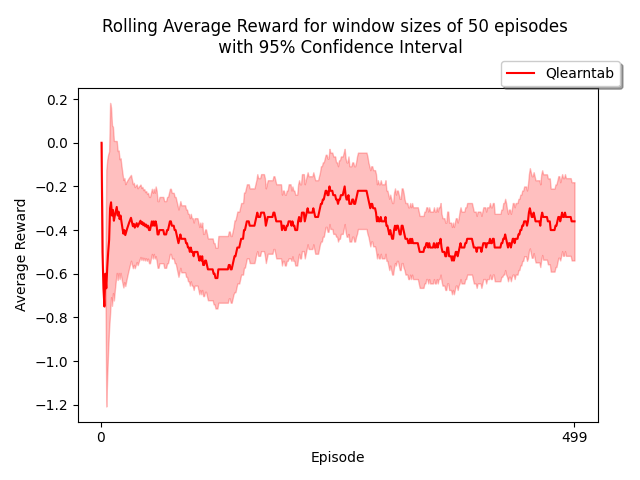 Rolling Average Reward for window sizes of 50 episodes
with 95% Confidence Interval
Qlearntab
0.2
0.0
−0.2
−0.4
−0.6
−0.8
−1.0
−1.2
Average Reward
0
499
Episode